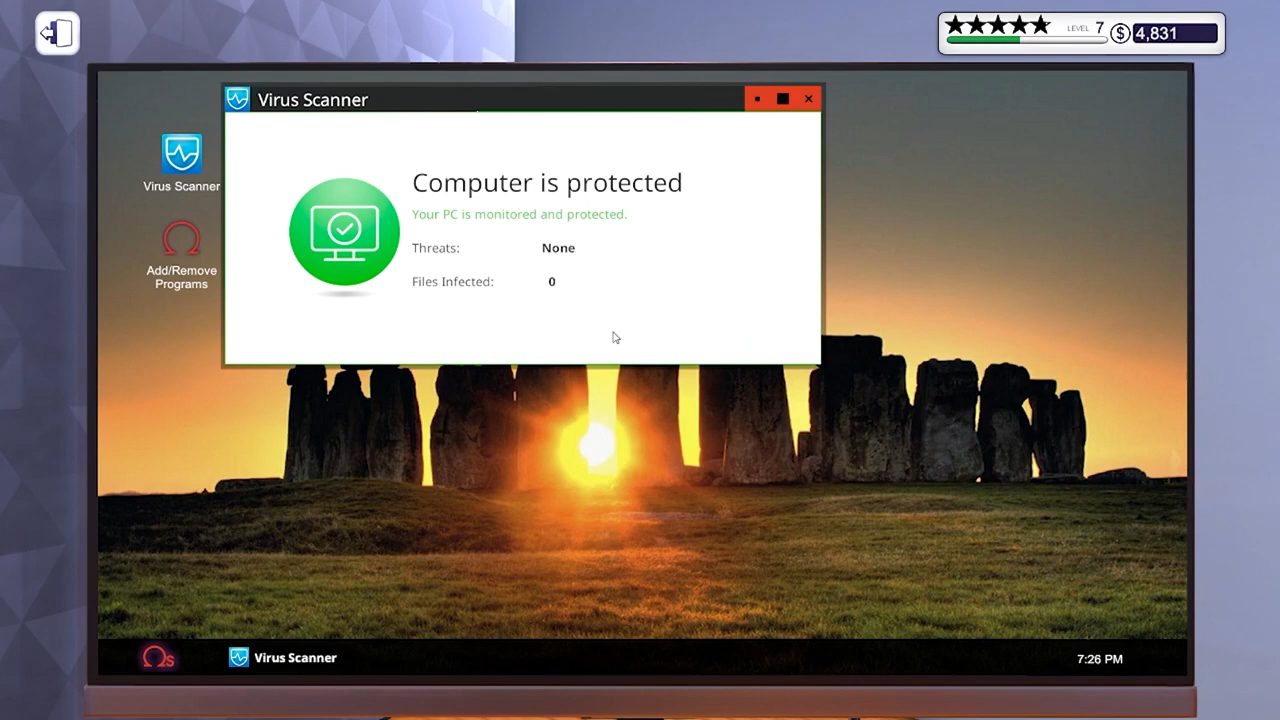 LEVEL 7 $ 4,831
Virus Scanner
Virus Scanner
Add/Remove
Programs
Computer is protected
Your PC is monitored and protected.
Threats: None
Files Infected: 0
Ωs
Virus Scanner
7:26 PM